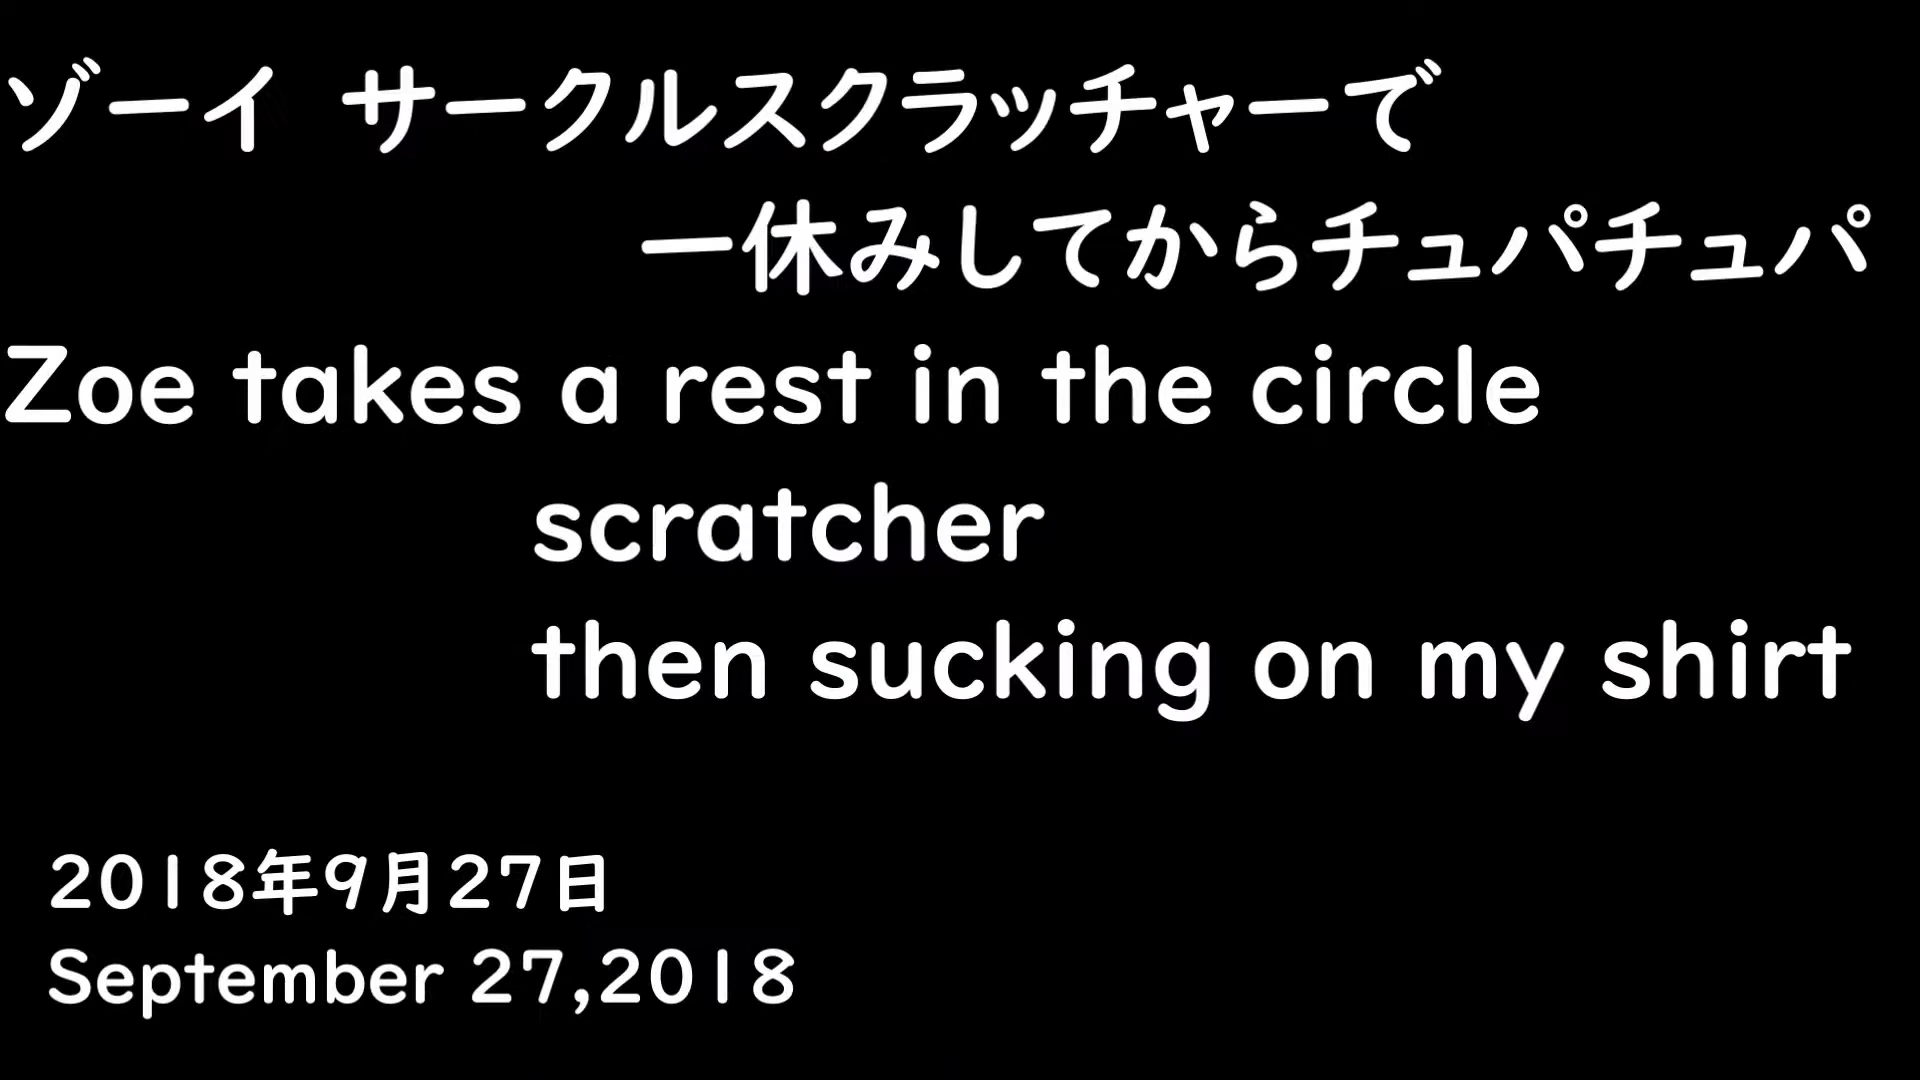 ゾーイ サークルスクラッチャーで
一休みしてからチュパチュパ
Zoe takes a rest in the circle
scratcher
then sucking on my shirt
2018年9月27日
September 27,2018